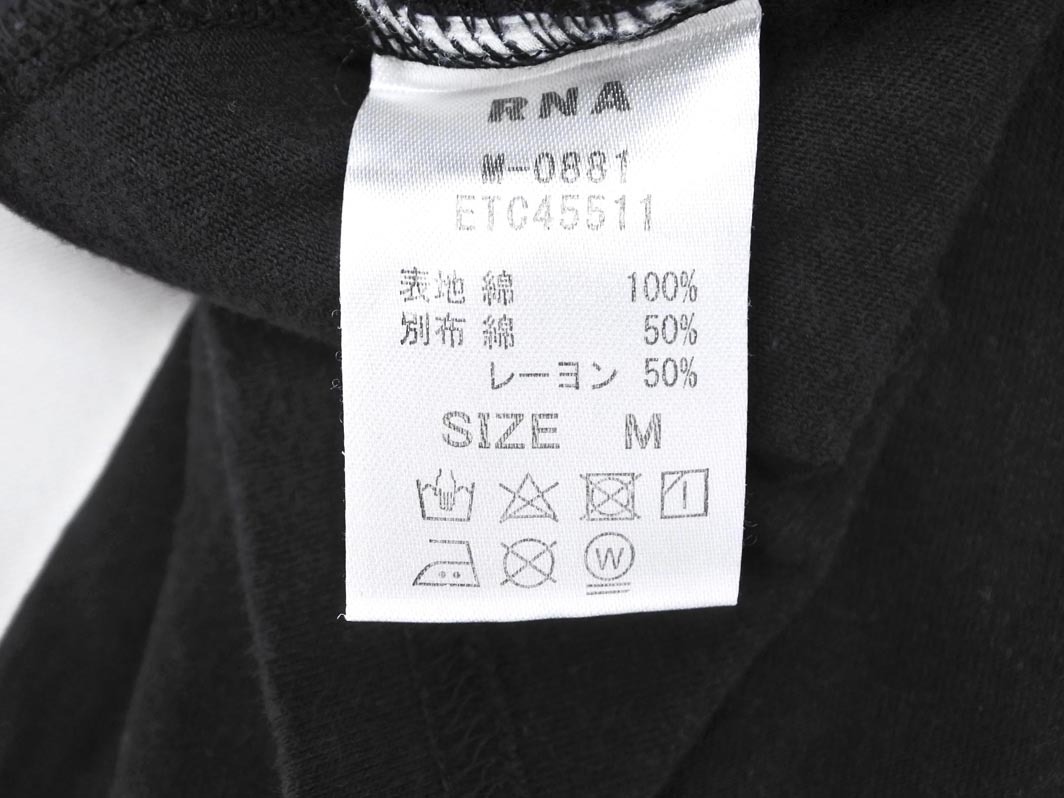 RNA
M-0881
ETC45511
表地 綿 100%
別布 綿 50%
レーヨン 50%
SIZE M
W